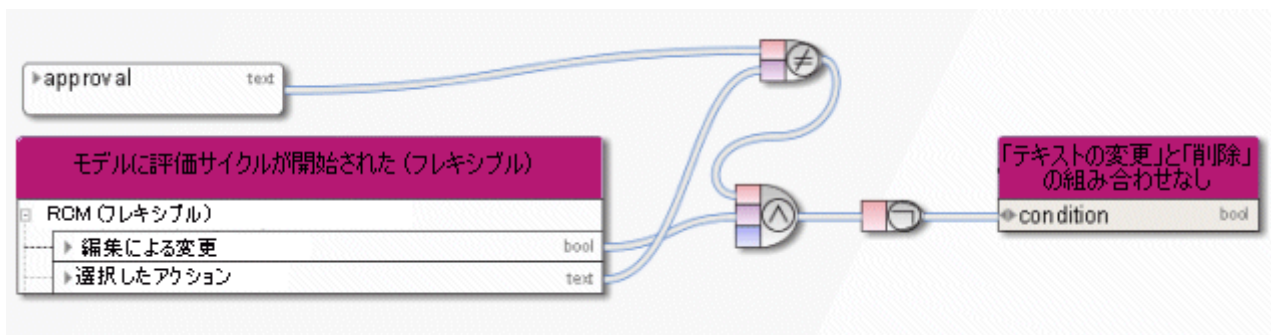 approval text
モデルに評価サイクルが開始された (フレキシブル)
RCM (フレキシブル)
編集による変更 bool
選択したアクション text
≠
∧
¬
「テキストの変更」と「削除」
の組み合わせなし
condition bool